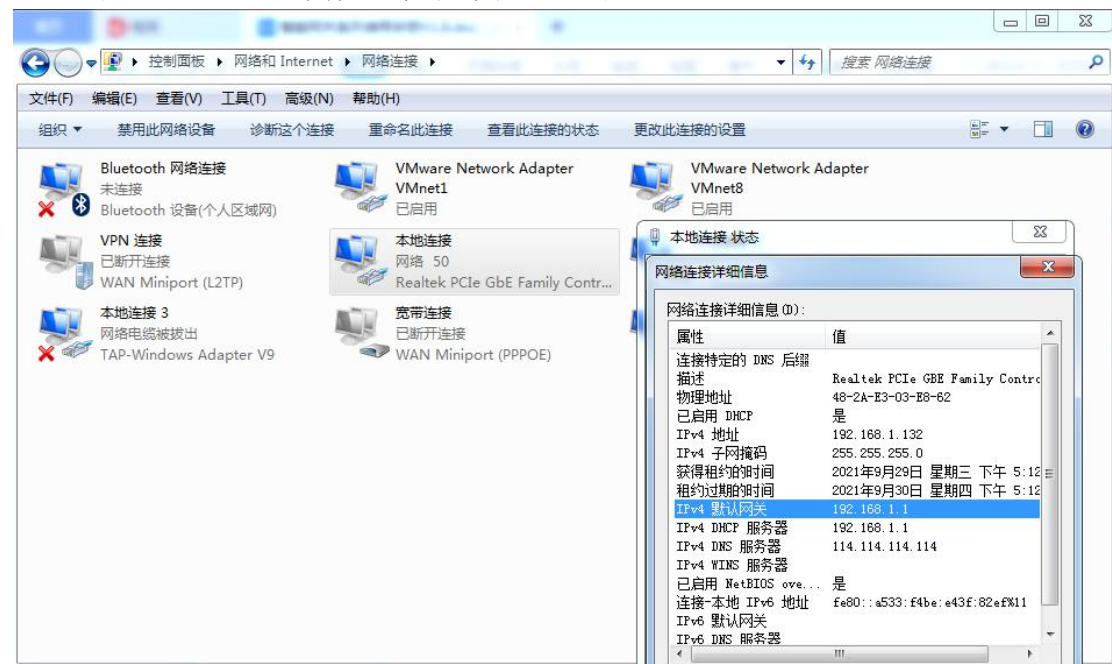 控制面板 ▸ 网络和 Internet ▸ 网络连接 ▸
搜索 网络连接
文件(F) 编辑(E) 查看(V) 工具(T) 高级(N) 帮助(H)
组织 ▼ 禁用此网络设备 诊断这个连接 重命名此连接 查看此连接的状态 更改此连接的设置
Bluetooth 网络连接
未连接
Bluetooth 设备(个人区域网)
VMware Network Adapter
VMnet1
已启用
VMware Network Adapter
VMnet8
已启用
VPN 连接
已断开连接
WAN Miniport (L2TP)
本地连接
网络 50
Realtek PCIe GbE Family Contr...
本地连接 3
网络电缆被拔出
TAP-Windows Adapter V9
宽带连接
已断开连接
WAN Miniport (PPPOE)
本地连接 状态
网络连接详细信息
网络连接详细信息(D):
属性 值
连接特定的 DNS 后缀
描述 Realtek PCIe GBE Family Contro
物理地址 48-2A-E3-03-E8-62
已启用 DHCP 是
IPv4 地址 192.168.1.132
IPv4 子网掩码 255.255.255.0
获得租约的时间 2021年9月29日 星期三 下午 5:12
租约过期的时间 2021年9月30日 星期四 下午 5:12
IPv4 默认网关 192.168.1.1
IPv4 DHCP 服务器 192.168.1.1
IPv4 DNS 服务器 114.114.114.114
IPv4 WINS 服务器
已启用 NetBIOS ove... 是
连接-本地 IPv6 地址 fe80::a533:f4be:e43f:82ef%11
IPv6 默认网关
IPv6 DNS 服务器